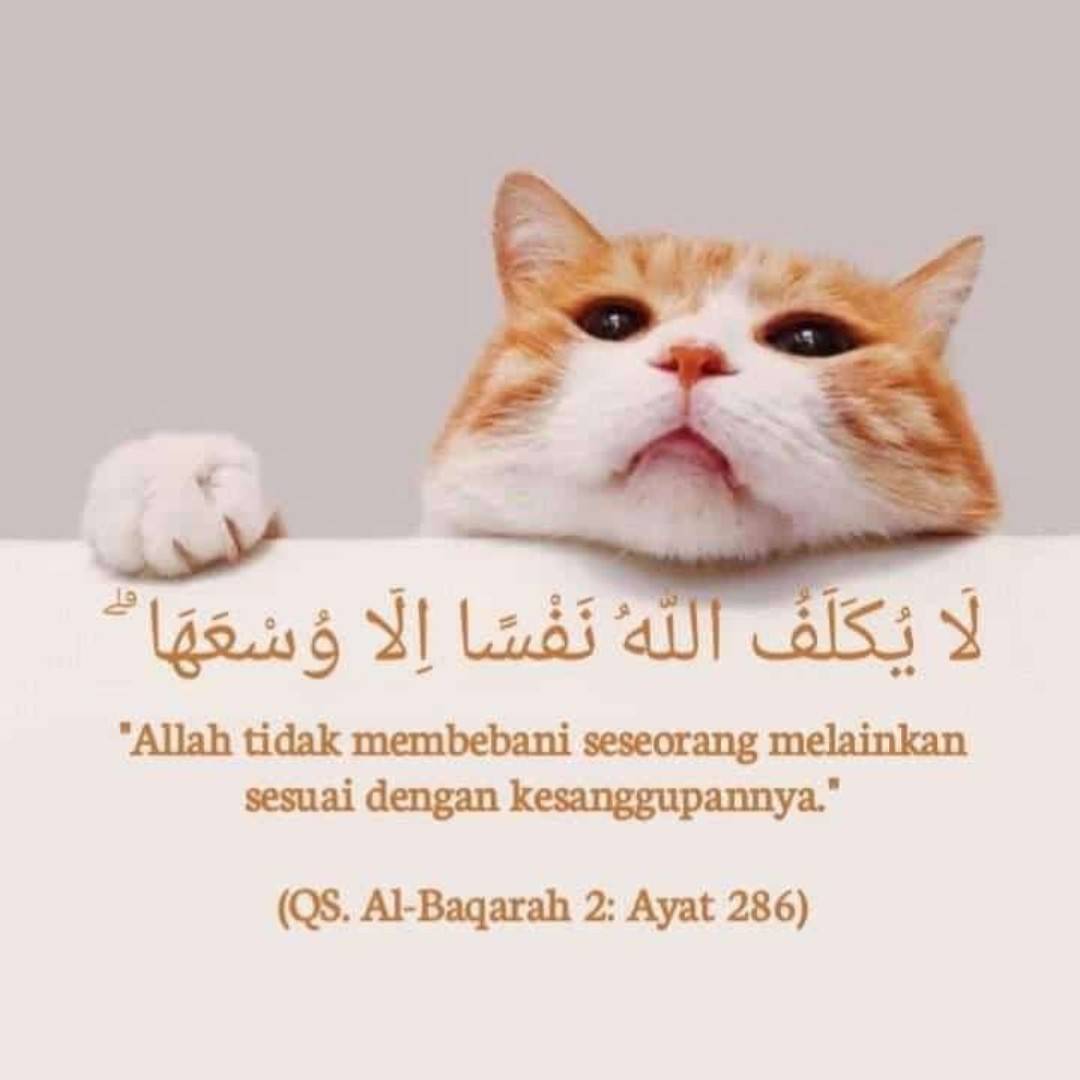 لَا يُكَلِّفُ اللّٰهُ نَفْسًا اِلَّا وُسْعَهَا ۗ
"Allah tidak membebani seseorang melainkan
sesuai dengan kesanggupannya."
(QS. Al-Baqarah 2: Ayat 286)